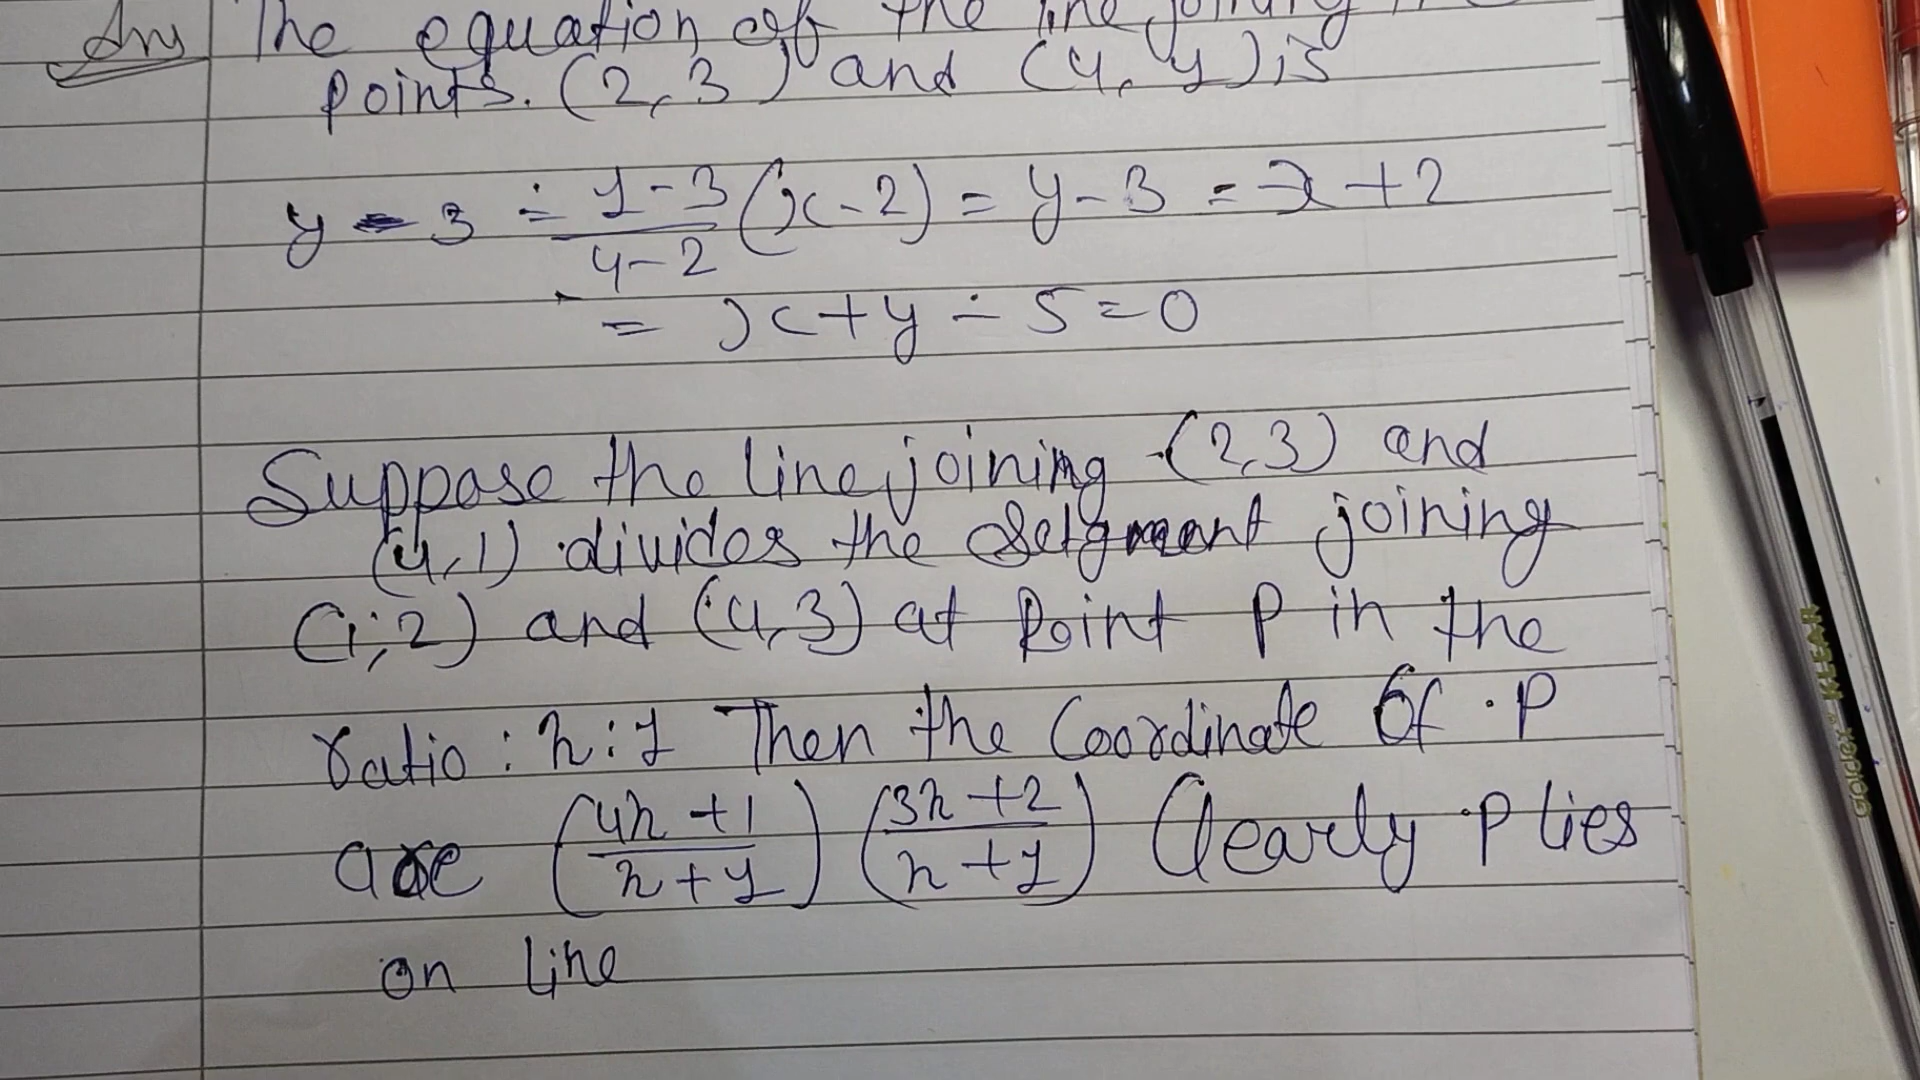 Ans The equation of the line joining the
points. (2, 3) and (4, y) is
y - 3 = 1-3/4-2 (x-2) = y-3 = -x+2
= x+y-5=0
Suppose the line joining (2,3) and
(4,1) divides the Setgment joining
(1,2) and (4,3) at Point P in the
ratio : λ:1 Then the Coordinate Of P
are (4λ+1/λ+1) (3λ+2/λ+1) Clearly P lies
on line
Goldex KLEAR